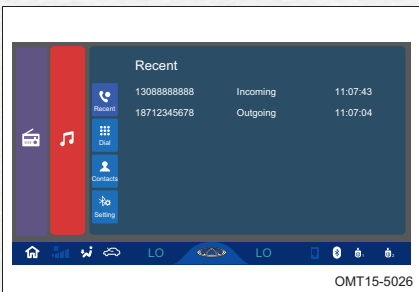 Recent
Recent
13088888888 Incoming 11:07:43
18712345678 Outgoing 11:07:04
Dial
Contacts
Setting
LO LO
OMT15-5026